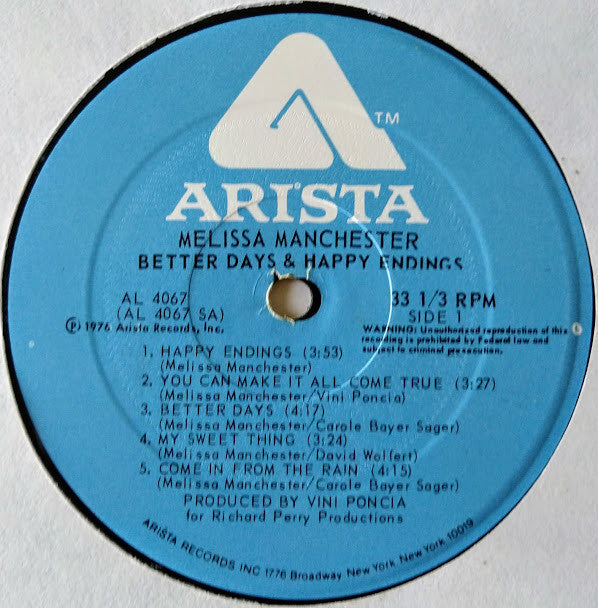 TM
ARISTA
MELISSA MANCHESTER
BETTER DAYS & HAPPY ENDINGS
AL 4067
(AL 4067 SA)
℗ 1976 Arista Records, Inc.
33 1/3 RPM
SIDE 1
WARNING: Unauthorized reproduction of this
recording is prohibited by Federal law and
subject to criminal prosecution.
1. HAPPY ENDINGS (3:53)
(Melissa Manchester)
2. YOU CAN MAKE IT ALL COME TRUE (3:27)
(Melissa Manchester/Vini Poncia)
3. BETTER DAYS (4:17)
(Melissa Manchester/Carole Bayer Sager)
4. MY SWEET THING (3:24)
(Melissa Manchester/David Wolfert)
5. COME IN FROM THE RAIN (4:15)
(Melissa Manchester/Carole Bayer Sager)
PRODUCED BY VINI PONCIA
for Richard Perry Productions
ARISTA RECORDS INC 1776 Broadway New York, New York 10019